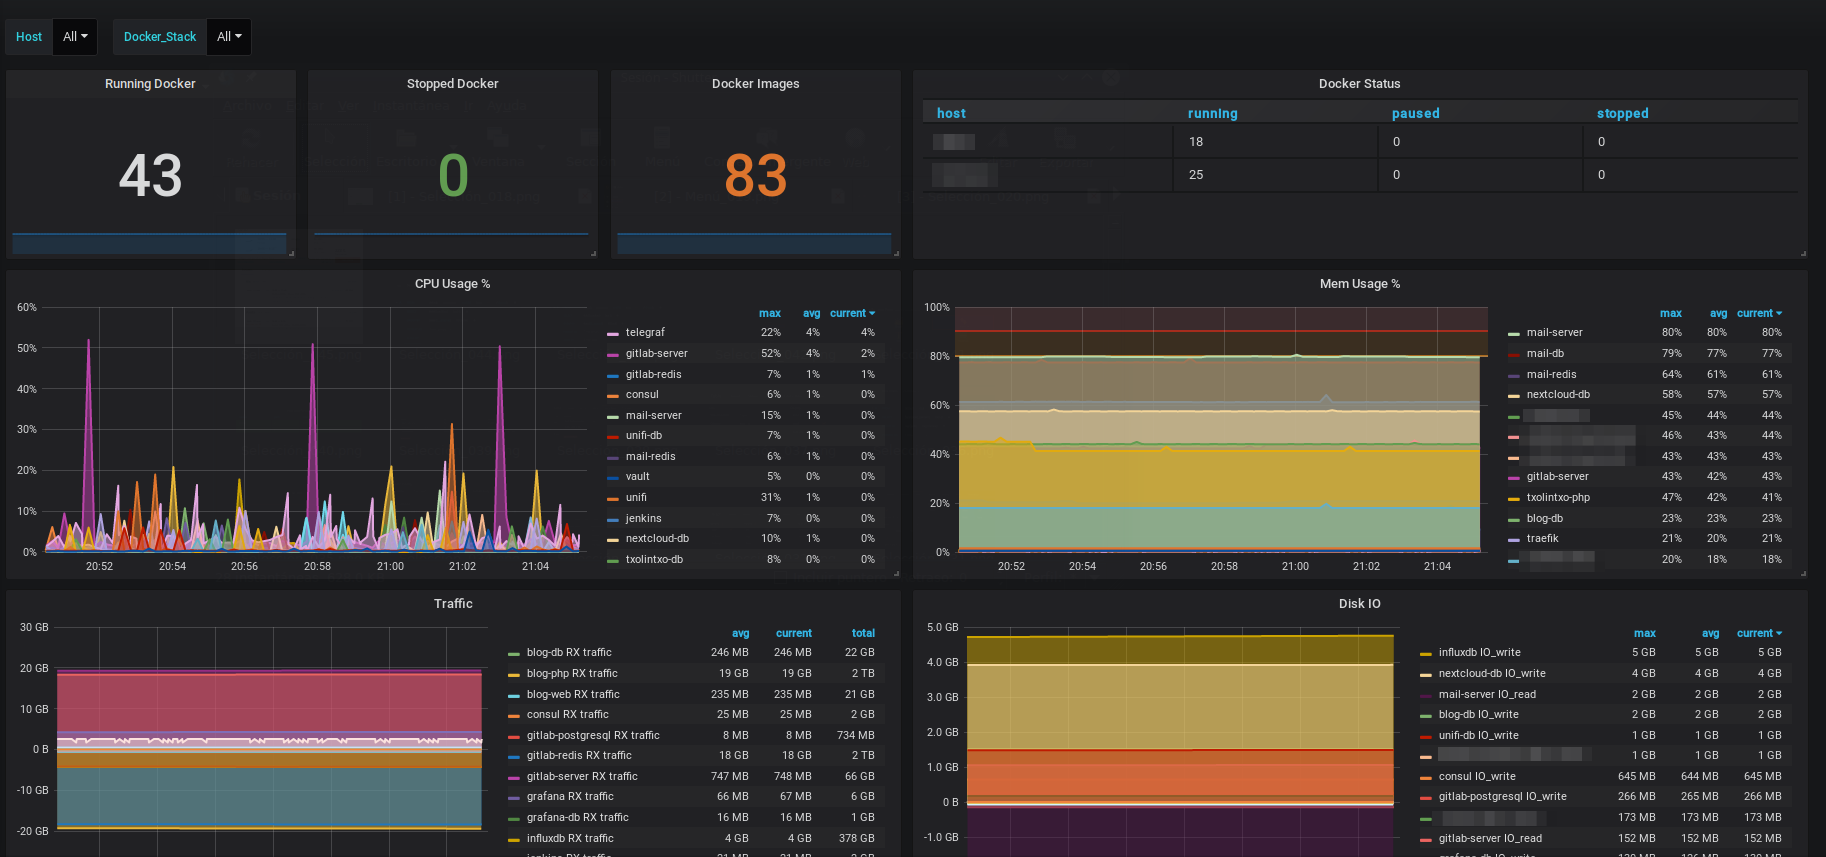 Host All Docker_Stack All
Running Docker
43
Stopped Docker
0
Docker Images
83
Docker Status
host running paused stopped
18 0 0
25 0 0
CPU Usage %
60%
50%
40%
30%
20%
10%
0%
20:52 20:54 20:56 20:58 21:00 21:02 21:04
max avg current
telegraf 22% 4% 4%
gitlab-server 52% 4% 2%
gitlab-redis 7% 1% 1%
consul 6% 1% 0%
mail-server 15% 1% 0%
unifi-db 7% 1% 0%
mail-redis 6% 1% 0%
vault 5% 0% 0%
unifi 31% 1% 0%
jenkins 7% 0% 0%
nextcloud-db 10% 1% 0%
txolintxo-db 8% 0% 0%
Mem Usage %
100%
80%
60%
40%
20%
0%
20:52 20:54 20:56 20:58 21:00 21:02 21:04
max avg current
mail-server 80% 80% 80%
mail-db 79% 77% 77%
mail-redis 64% 61% 61%
nextcloud-db 58% 57% 57%
45% 44% 44%
46% 43% 44%
43% 43% 43%
gitlab-server 43% 42% 43%
txolintxo-php 47% 42% 41%
blog-db 23% 23% 23%
traefik 21% 20% 21%
20% 18% 18%
Traffic
30 GB
20 GB
10 GB
0 B
-10 GB
-20 GB
avg current total
blog-db RX traffic 246 MB 246 MB 22 GB
blog-php RX traffic 19 GB 19 GB 2 TB
blog-web RX traffic 235 MB 235 MB 21 GB
consul RX traffic 25 MB 25 MB 2 GB
gitlab-postgresql RX traffic 8 MB 8 MB 734 MB
gitlab-redis RX traffic 18 GB 18 GB 2 TB
gitlab-server RX traffic 747 MB 748 MB 66 GB
grafana RX traffic 66 MB 67 MB 6 GB
grafana-db RX traffic 16 MB 16 MB 1 GB
influxdb RX traffic 4 GB 4 GB 378 GB
Disk IO
5.0 GB
4.0 GB
3.0 GB
2.0 GB
1.0 GB
0 B
-1.0 GB
max avg current
influxdb IO_write 5 GB 5 GB 5 GB
nextcloud-db IO_write 4 GB 4 GB 4 GB
mail-server IO_read 2 GB 2 GB 2 GB
blog-db IO_write 2 GB 2 GB 2 GB
unifi-db IO_write 1 GB 1 GB 1 GB
1 GB 1 GB 1 GB
consul IO_write 645 MB 644 MB 645 MB
gitlab-postgresql IO_write 266 MB 265 MB 266 MB
173 MB 173 MB 173 MB
gitlab-server IO_read 152 MB 152 MB 152 MB